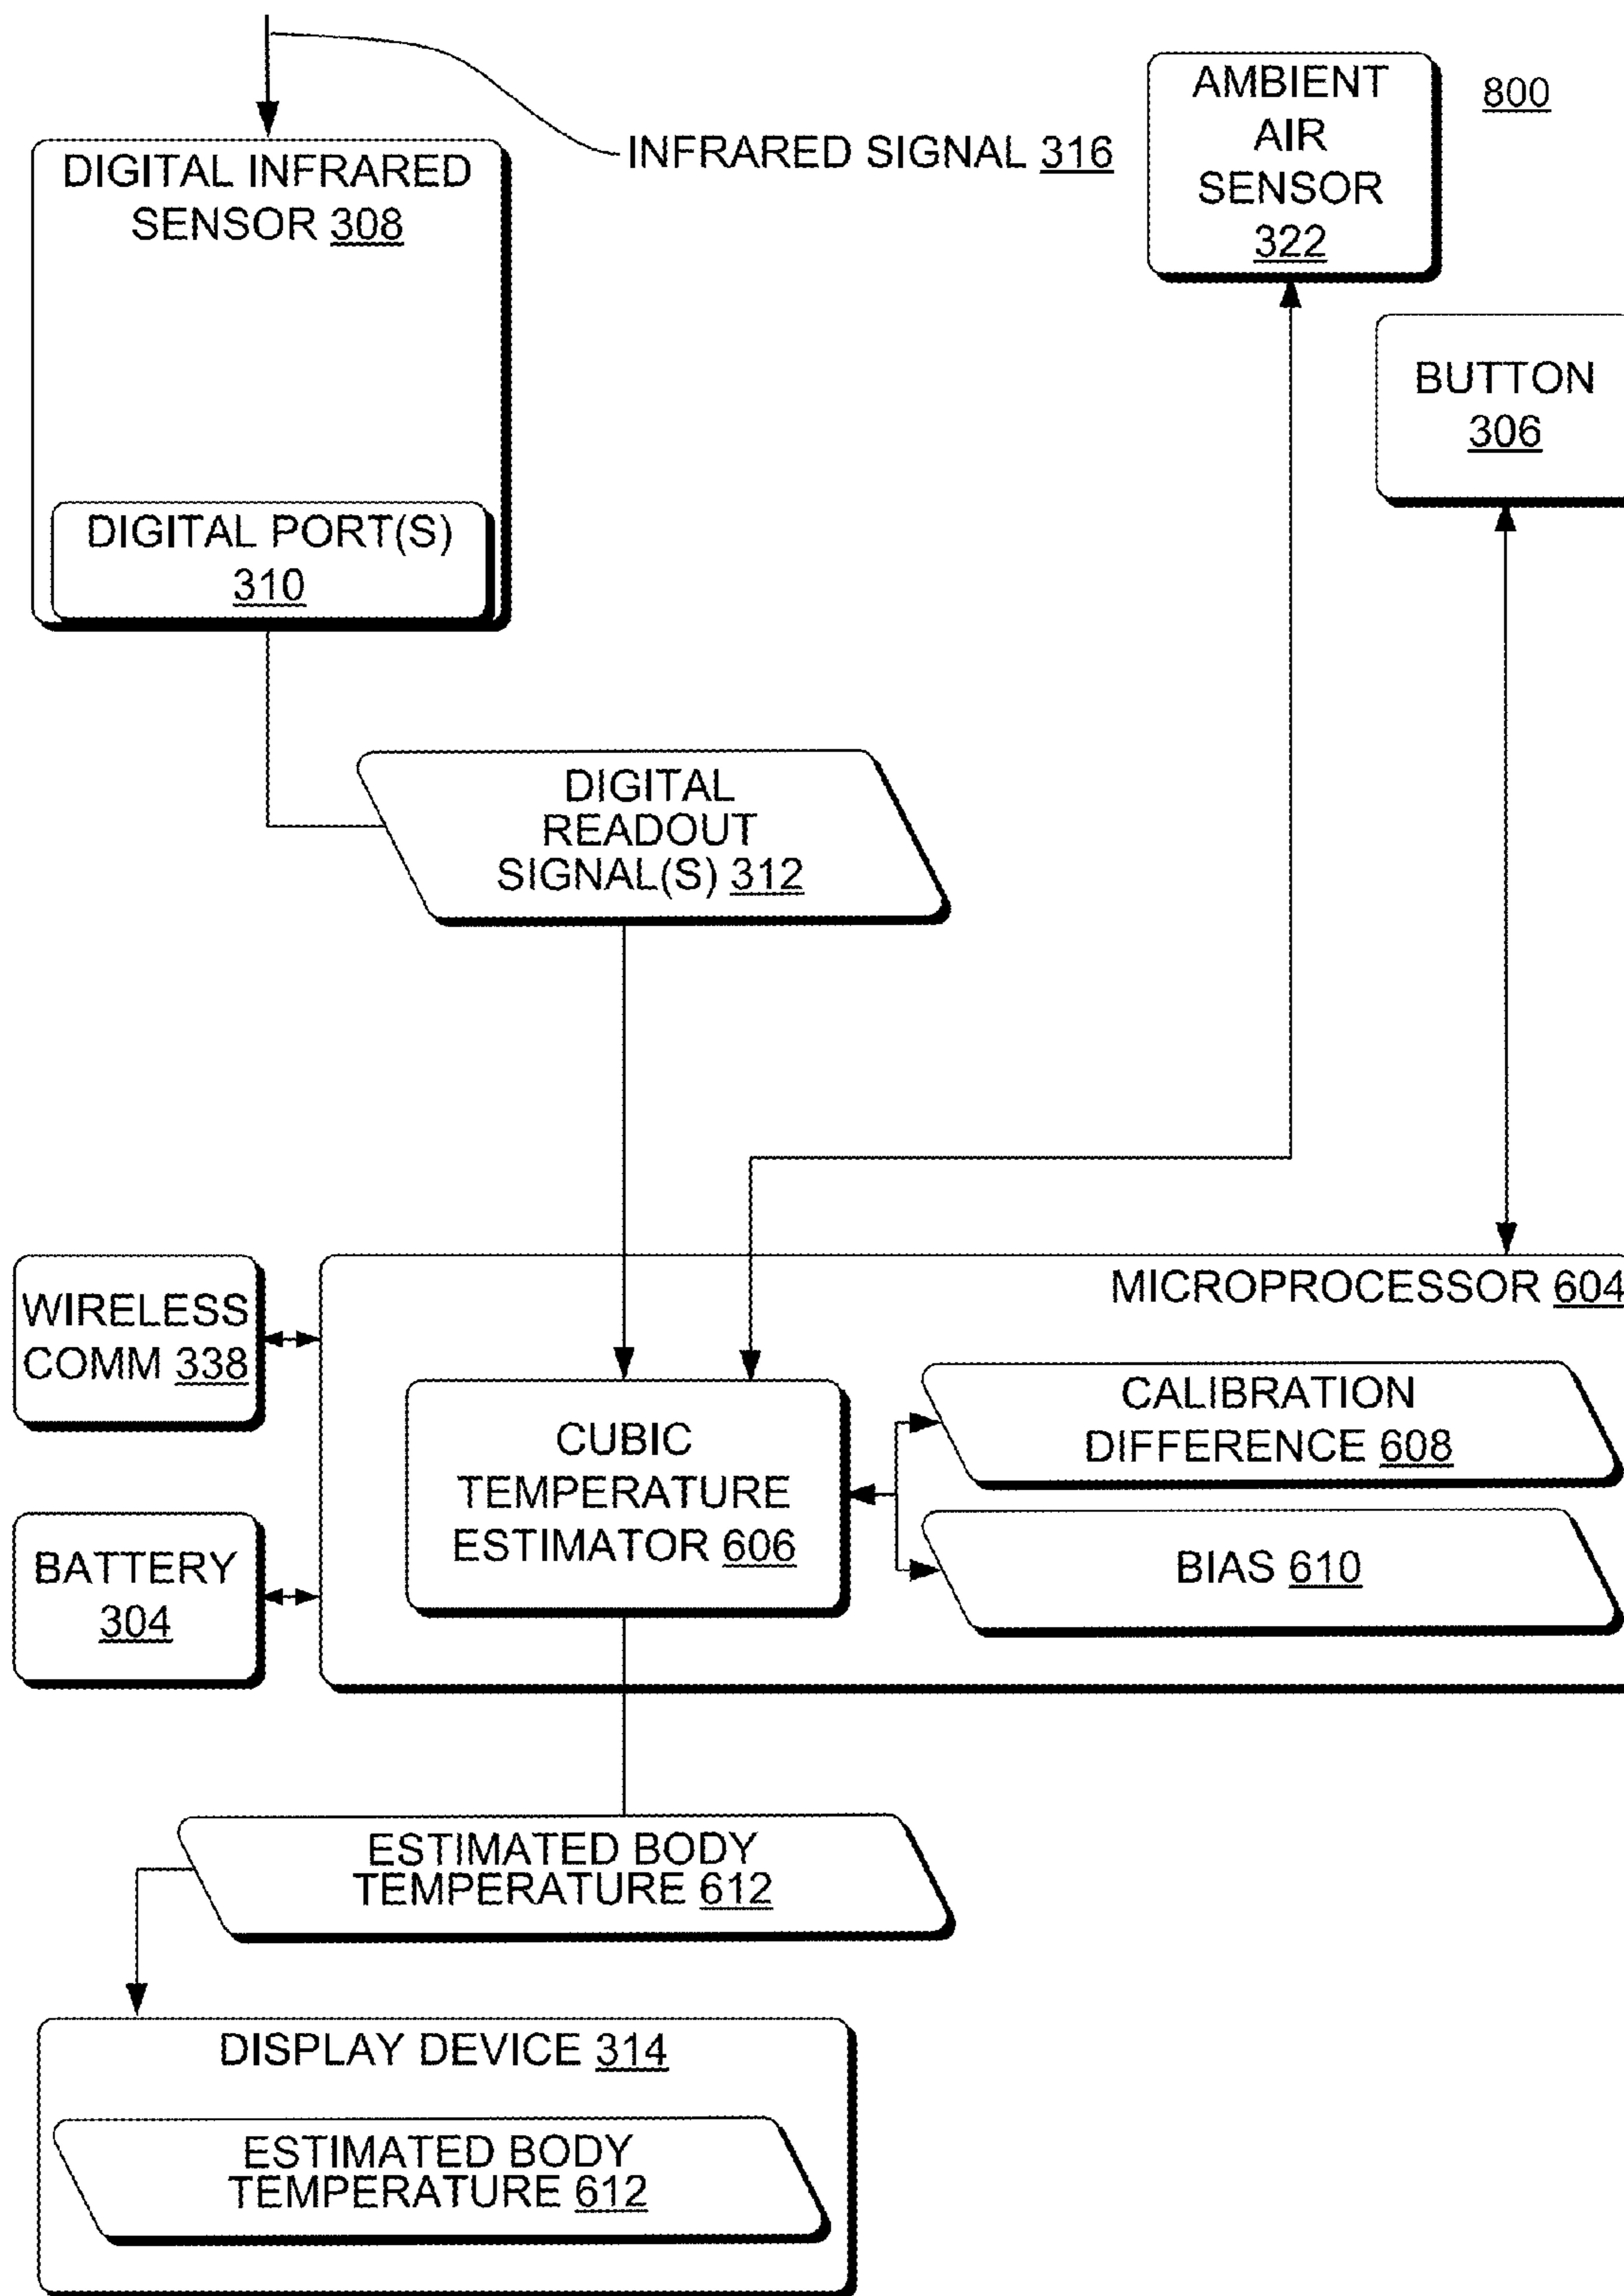 INFRARED SIGNAL 316
AMBIENT
AIR
SENSOR
322
800
DIGITAL INFRARED
SENSOR 308
BUTTON
306
DIGITAL PORT(S)
310
DIGITAL
READOUT
SIGNAL(S) 312
MICROPROCESSOR 604
WIRELESS
COMM 338
CUBIC
TEMPERATURE
ESTIMATOR 606
CALIBRATION
DIFFERENCE 608
BIAS 610
BATTERY
304
ESTIMATED BODY
TEMPERATURE 612
DISPLAY DEVICE 314
ESTIMATED BODY
TEMPERATURE 612